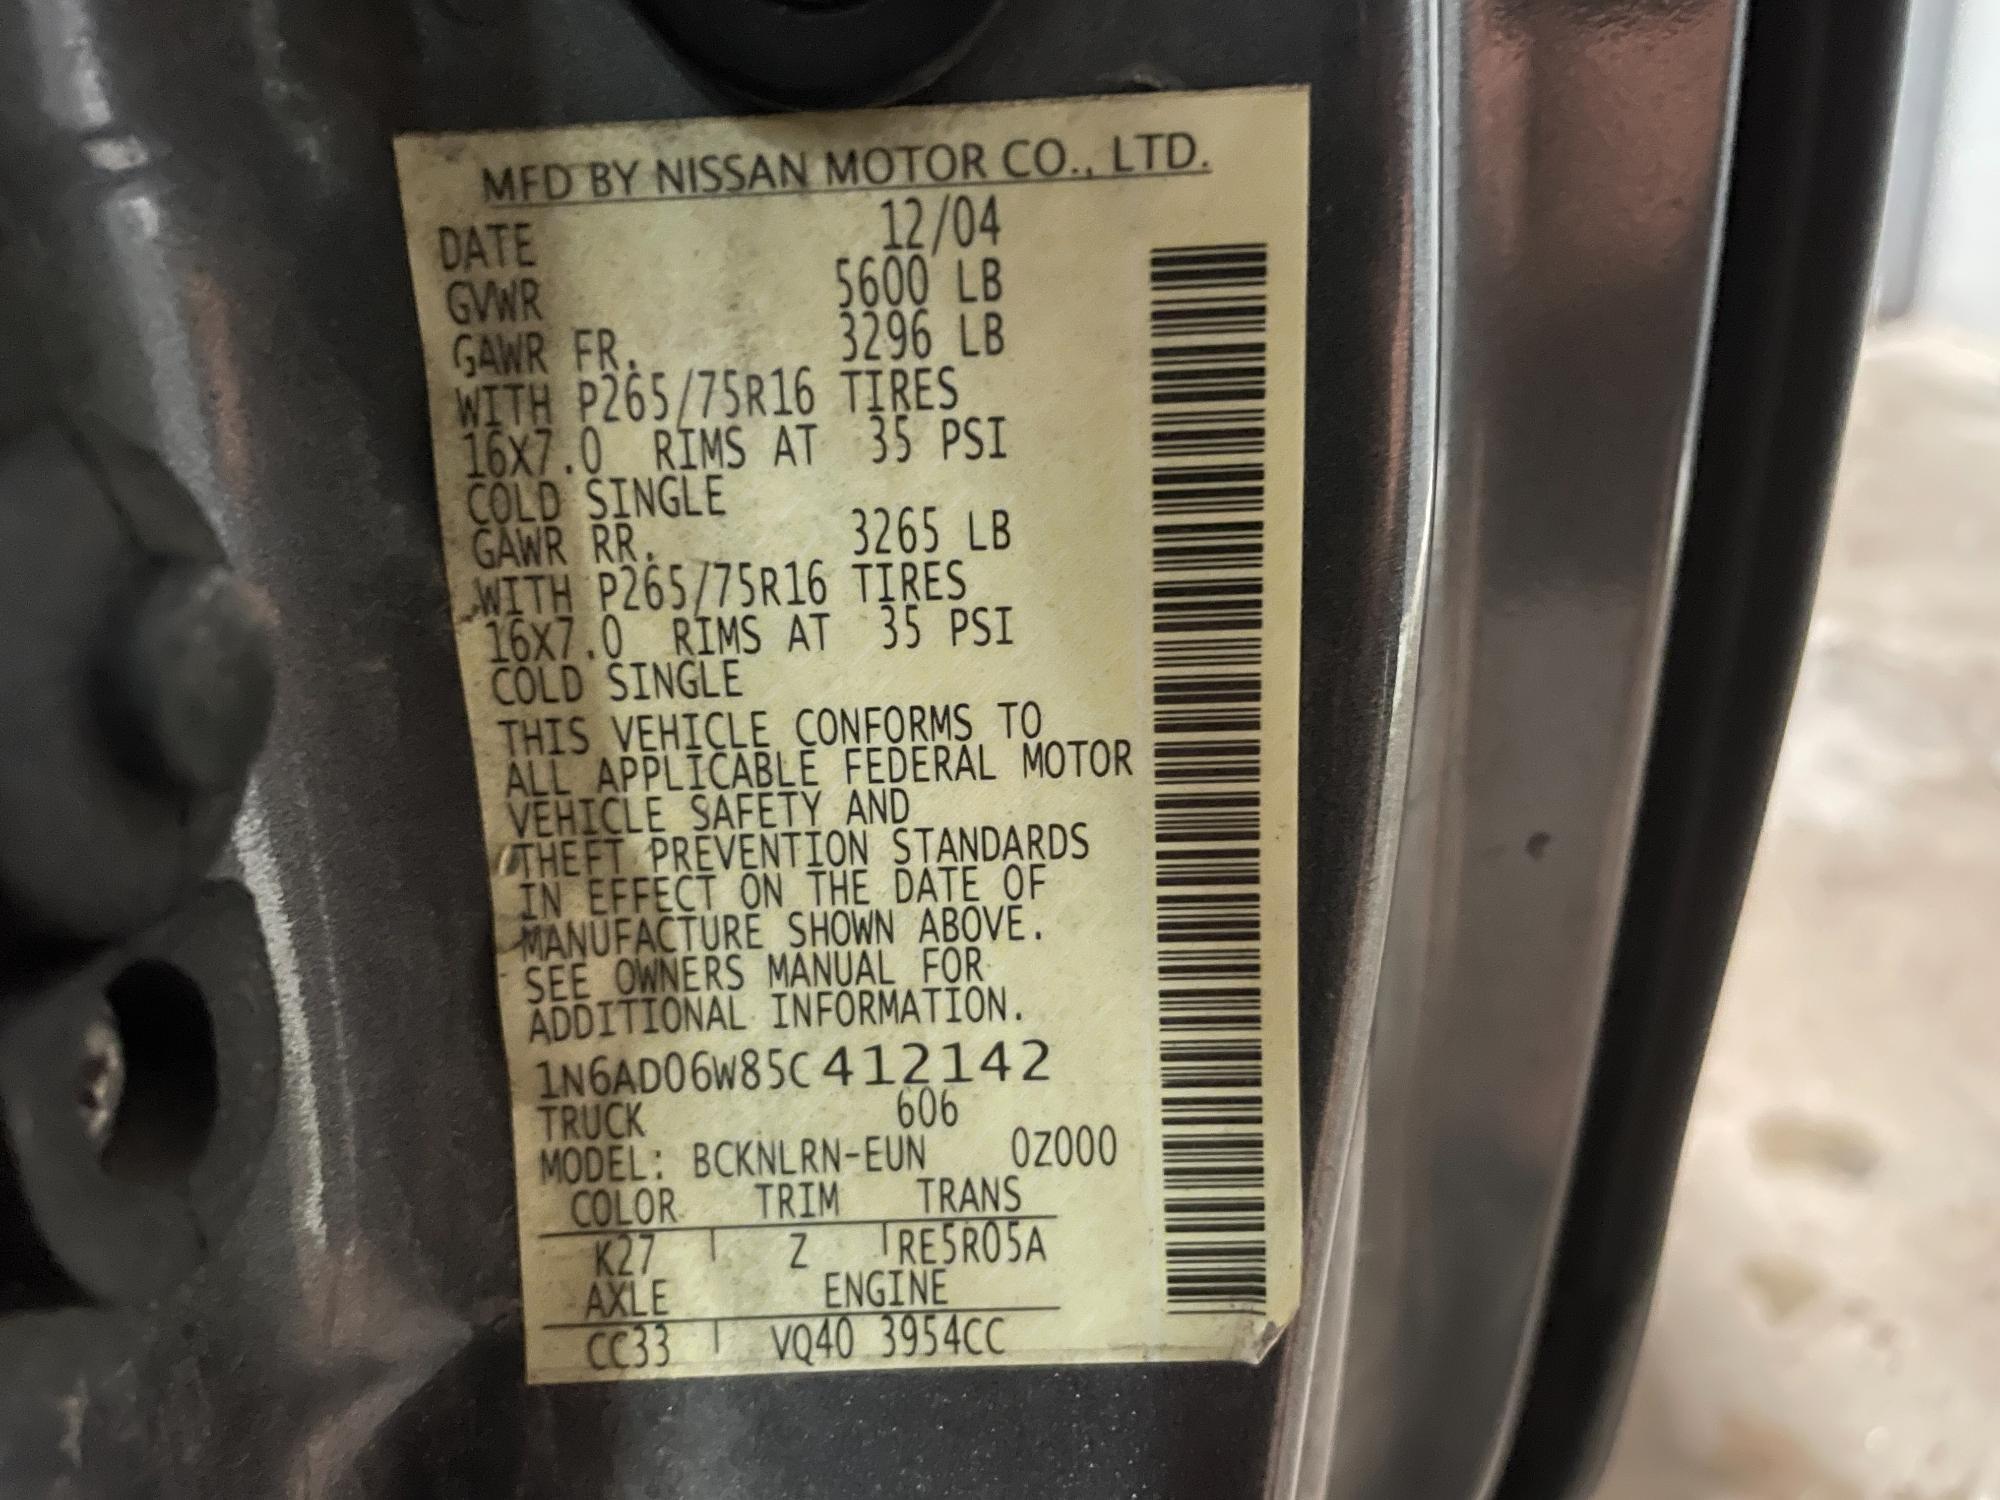 MFD BY NISSAN MOTOR CO., LTD.
DATE 12/04
GVWR 5600 LB
GAWR FR. 3296 LB
WITH P265/75R16 TIRES
16X7.0 RIMS AT 35 PSI
COLD SINGLE
GAWR RR. 3265 LB
WITH P265/75R16 TIRES
16X7.0 RIMS AT 35 PSI
COLD SINGLE
THIS VEHICLE CONFORMS TO
ALL APPLICABLE FEDERAL MOTOR
VEHICLE SAFETY AND
THEFT PREVENTION STANDARDS
IN EFFECT ON THE DATE OF
MANUFACTURE SHOWN ABOVE.
SEE OWNERS MANUAL FOR
ADDITIONAL INFORMATION.
1N6AD06W85C412142
TRUCK 606
MODEL: BCKNLRN-EUN 0Z000
COLOR TRIM TRANS
K27 Z RE5R05A
AXLE ENGINE
CC33 VQ40 3954CC